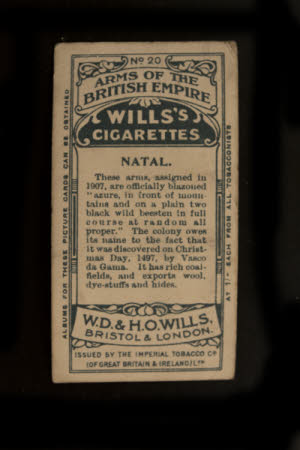 No 20
ARMS OF THE
BRITISH EMPIRE
WILLS'S
CIGARETTES
NATAL.
These arms, assigned in
1907, are officially blazoned
"azure, in front of moun-
tains and on a plain two
black wild beesten in full
course at random all
proper." The colony owes
its name to the fact that
it was discovered on Christ-
mas Day, 1497, by Vasco
da Gama. It has rich coal-
fields, and exports wool,
dye-stuffs and hides.
W.D. & H.O. WILLS,
BRISTOL & LONDON.
ISSUED BY THE IMPERIAL TOBACCO Co
(OF GREAT BRITAIN & IRELAND) LTD
ALBUMS FOR THESE PICTURE CARDS CAN BE OBTAINED
AT 1/- EACH FROM ALL TOBACCONISTS